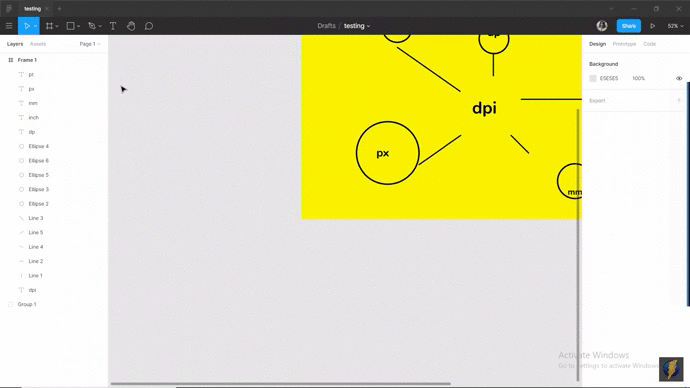 testing
Drafts / testing
Share
52%
Layers
Assets
Page 1
Design
Prototype
Code
Frame 1
pt
px
mm
inch
dp
Ellipse 4
Ellipse 6
Ellipse 5
Ellipse 3
Ellipse 2
Line 3
Line 5
Line 4
Line 2
Line 1
dpi
Group 1
Background
E5E5E5 100%
Export
dpi
px
mm
Activate Windows
Go to Settings to activate Windows.